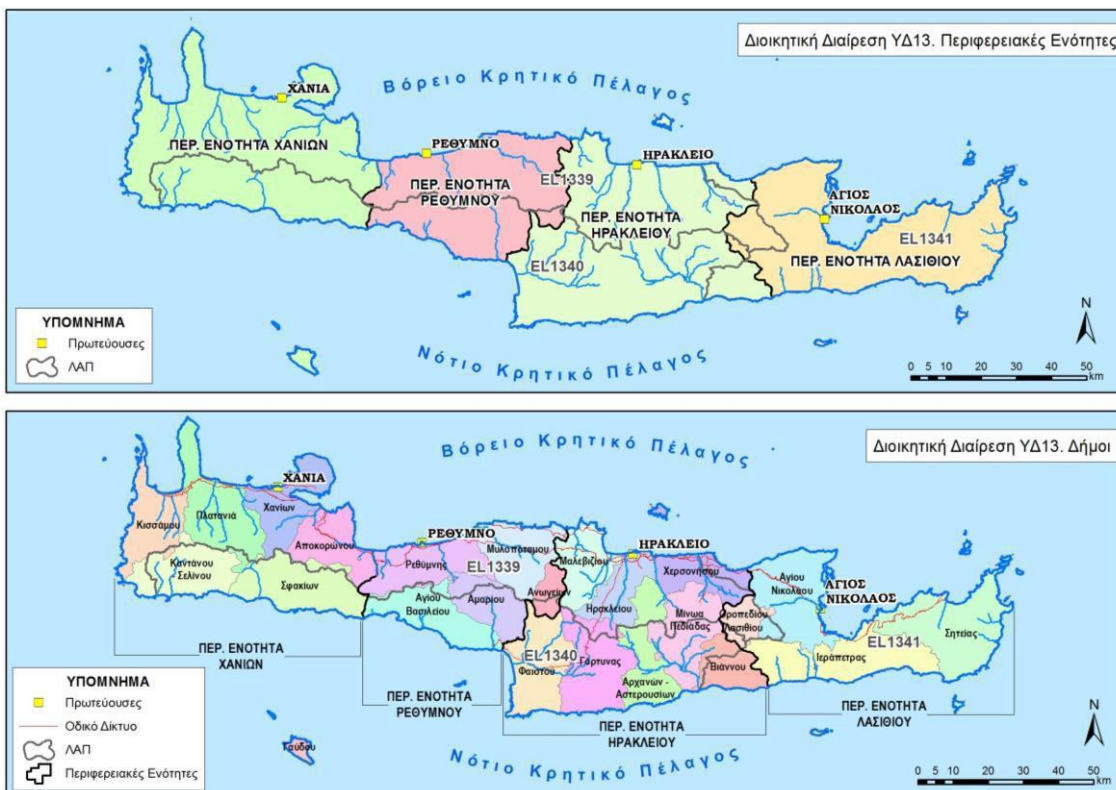 Διοικητική Διαίρεση ΥΔ13. Περιφερειακές Ενότητες
Βόρειο Κρητικό Πέλαγος
ΧΑΝΙΑ
ΡΕΘΥΜΝΟ
ΗΡΑΚΛΕΙΟ
ΑΓΙΟΣ
ΝΙΚΟΛΑΟΣ
ΠΕΡ. ΕΝΟΤΗΤΑ ΧΑΝΙΩΝ
ΠΕΡ. ΕΝΟΤΗΤΑ
ΡΕΘΥΜΝΟΥ
EL1339
ΠΕΡ. ΕΝΟΤΗΤΑ
ΗΡΑΚΛΕΙΟΥ
EL1340
EL1341
ΠΕΡ. ΕΝΟΤΗΤΑ ΛΑΣΙΘΙΟΥ
Νότιο Κρητικό Πέλαγος
ΥΠΟΜΝΗΜΑ
Πρωτεύουσες
ΛΑΠ
N
0 5 10 20 30 40 50
km
Διοικητική Διαίρεση ΥΔ13. Δήμοι
Βόρειο Κρητικό Πέλαγος
ΧΑΝΙΑ
ΡΕΘΥΜΝΟ
ΗΡΑΚΛΕΙΟ
ΑΓΙΟΣ
ΝΙΚΟΛΑΟΣ
Κισσάμου
Πλατανιά
Χανίων
Αποκορώνου
Καντάνου
Σελίνου
Σφακίων
Ρεθύμνης
EL1339
Μυλοπόταμου
Ανωγείων
Αγίου
Βασιλείου
Αμαρίου
Μαλεβιζίου
Ηρακλείου
Χερσονήσου
Μίνωα
Πεδιάδας
EL1340
Φαιστού
Γόρτυνας
Αρχανών -
Αστερουσίων
Βιάννου
Οροπεδίου
Λασιθίου
Αγίου
Νικολάου
Ιεράπετρας
EL1341
Σητείας
Γαύδου
ΠΕΡ. ΕΝΟΤΗΤΑ
ΧΑΝΙΩΝ
ΠΕΡ. ΕΝΟΤΗΤΑ
ΡΕΘΥΜΝΟΥ
ΠΕΡ. ΕΝΟΤΗΤΑ
ΗΡΑΚΛΕΙΟΥ
ΠΕΡ. ΕΝΟΤΗΤΑ
ΛΑΣΙΘΙΟΥ
Νότιο Κρητικό Πέλαγος
ΥΠΟΜΝΗΜΑ
Πρωτεύουσες
Οδικό Δίκτυο
ΛΑΠ
Περιφερειακές Ενότητες
N
0 5 10 20 30 40 50
km